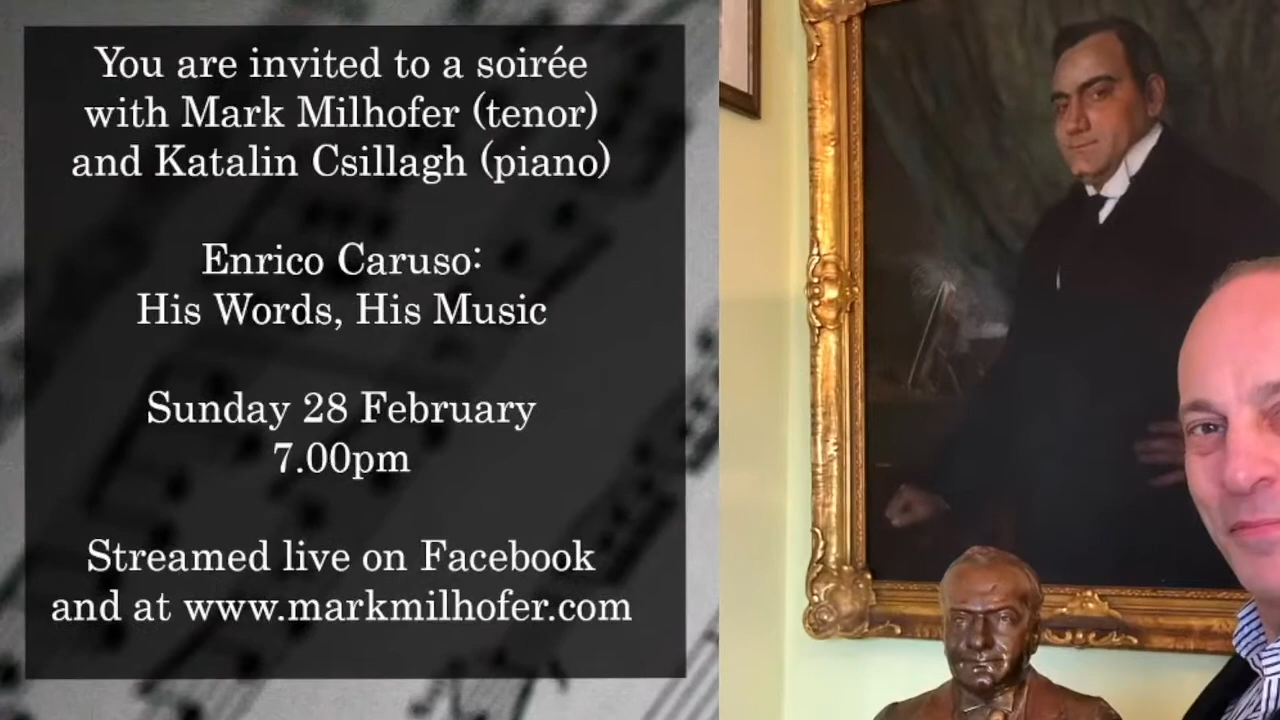 You are invited to a soirée
with Mark Milhofer (tenor)
and Katalin Csillagh (piano)
Enrico Caruso:
His Words, His Music
Sunday 28 February
7.00pm
Streamed live on Facebook
and at www.markmilhofer.com